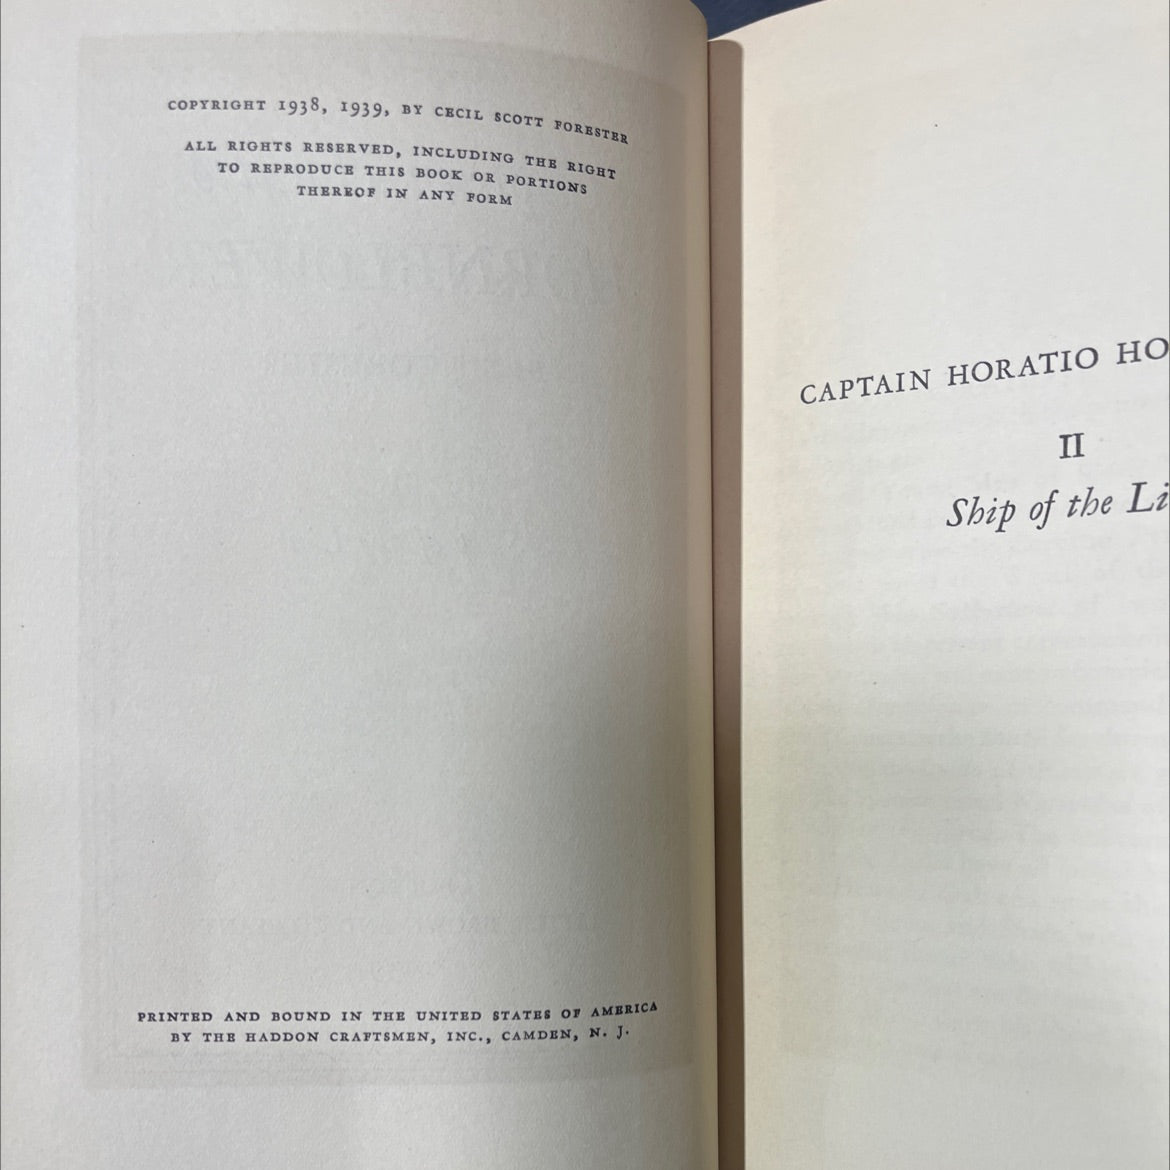 COPYRIGHT 1938, 1939, BY CECIL SCOTT FORESTER
ALL RIGHTS RESERVED, INCLUDING THE RIGHT
TO REPRODUCE THIS BOOK OR PORTIONS
THEREOF IN ANY FORM
PRINTED AND BOUND IN THE UNITED STATES OF AMERICA
BY THE HADDON CRAFTSMEN, INC., CAMDEN, N. J.
CAPTAIN HORATIO HO
II
Ship of the Li